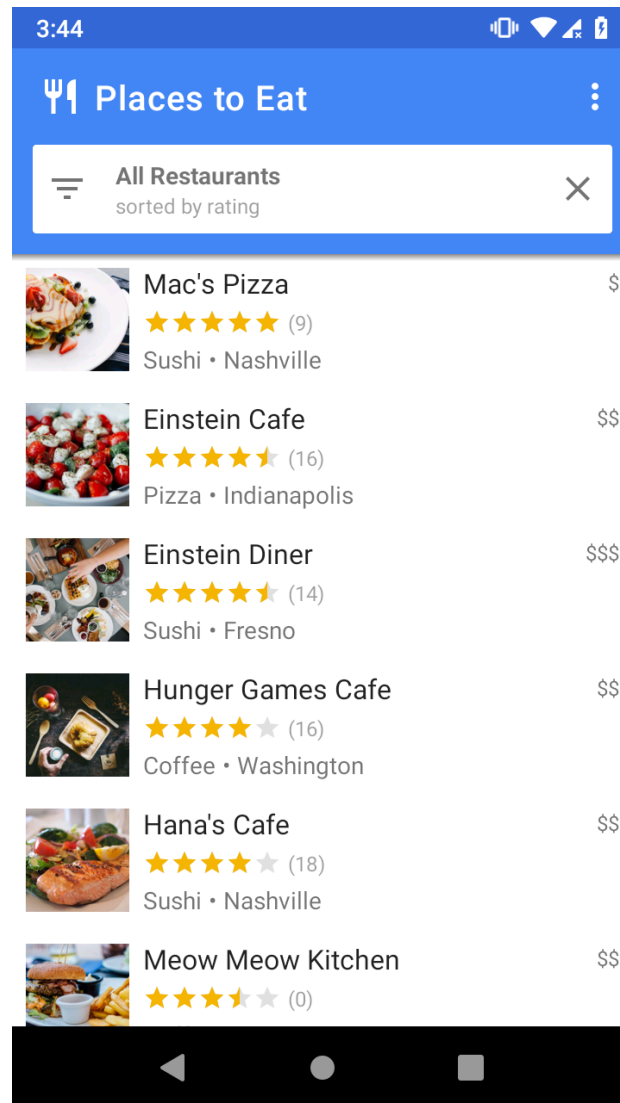 3:44
Places to Eat
All Restaurants
sorted by rating
Mac's Pizza $
(9)
Sushi • Nashville
Einstein Cafe $$
(16)
Pizza • Indianapolis
Einstein Diner $$$
(14)
Sushi • Fresno
Hunger Games Cafe $$
(16)
Coffee • Washington
Hana's Cafe $$
(18)
Sushi • Nashville
Meow Meow Kitchen $$
(0)